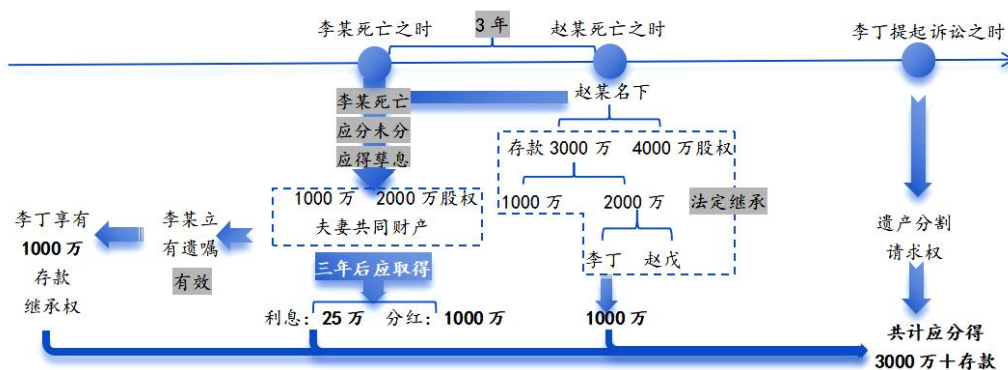 李某死亡之时
3年
赵某死亡之时
李丁提起诉讼之时
李某死亡
应分未分
应得孳息
赵某名下
存款 3000 万 4000 万股权
1000 万 2000 万
法定继承
李丁 赵戊
1000 万 2000 万股权
夫妻共同财产
李某立
有遗嘱
有效
李丁享有
1000 万
存款
继承权
三年后应取得
利息：25 万 分红：1000 万
1000 万
遗产分割
请求权
共计应分得
3000 万＋存款